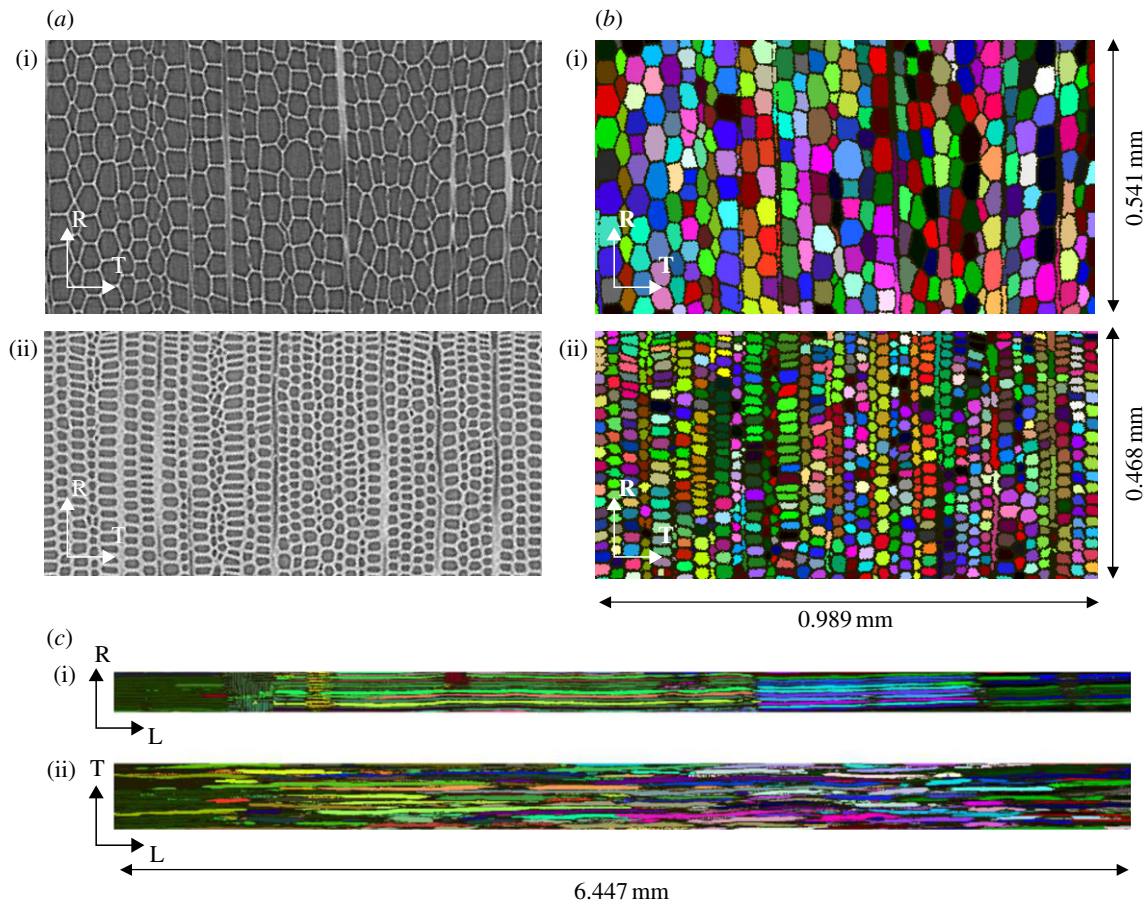 (a) (b)
(i) (i)
R R
T T
0.541 mm
(ii) (ii)
R R
T T
0.468 mm
0.989 mm
(c)
R
(i)
L
T
(ii)
L
6.447 mm